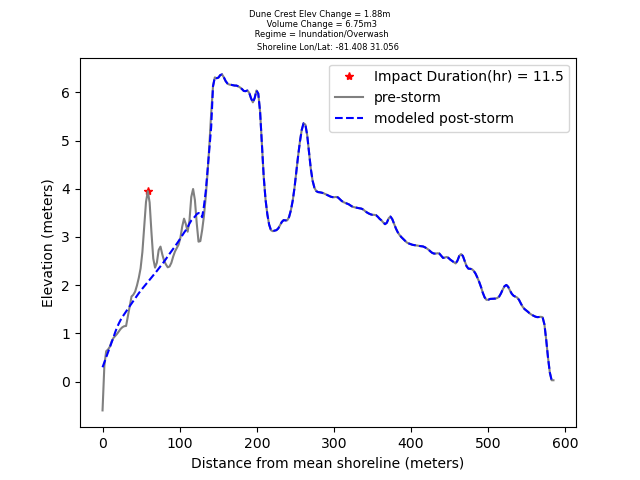 Dune Crest Elev Change = 1.88m
Volume Change = 6.75m3
Regime = Inundation/Overwash
Shoreline Lon/Lat: -81.408 31.056
Impact Duration(hr) = 11.5
pre-storm
modeled post-storm
Elevation (meters)
6
5
4
3
2
1
0
0 100 200 300 400 500 600
Distance from mean shoreline (meters)